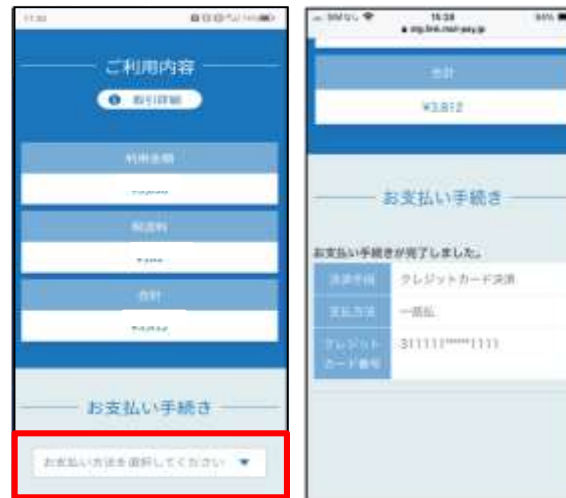 ご利用内容
取引詳細
利用金額
合計
お支払い手続き
お支払い方法を選択してください
合計
¥3,812
お支払い手続き
お支払い手続きが完了しました。
決済手段
クレジットカード決済
支払方法
一括払
クレジット
カード番号
311111*****1111